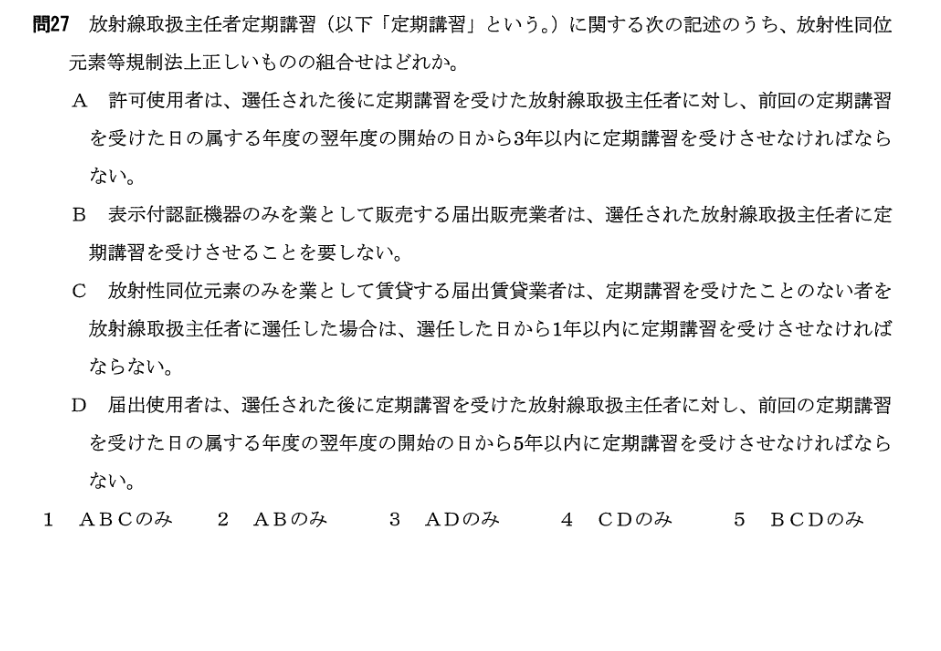 問27　放射線取扱主任者定期講習（以下「定期講習」という。）に関する次の記述のうち、放射性同位
元素等規制法上正しいものの組合せはどれか。
A　許可使用者は、選任された後に定期講習を受けた放射線取扱主任者に対し、前回の定期講習
を受けた日の属する年度の翌年度の開始の日から3年以内に定期講習を受けさせなければなら
ない。
B　表示付認証機器のみを業として販売する届出販売業者は、選任された放射線取扱主任者に定
期講習を受けさせることを要しない。
C　放射性同位元素のみを業として賃貸する届出賃貸業者は、定期講習を受けたことのない者を
放射線取扱主任者に選任した場合は、選任した日から1年以内に定期講習を受けさせなければ
ならない。
D　届出使用者は、選任された後に定期講習を受けた放射線取扱主任者に対し、前回の定期講習
を受けた日の属する年度の翌年度の開始の日から5年以内に定期講習を受けさせなければなら
ない。
1　ＡＢＣのみ　2　ＡＢのみ　3　ＡＤのみ　4　ＣＤのみ　5　ＢＣＤのみ